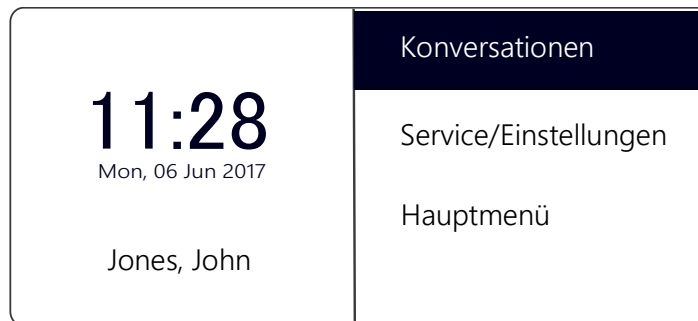 11:28
Mon, 06 Jun 2017
Jones, John
Konversationen
Service/Einstellungen
Hauptmenü